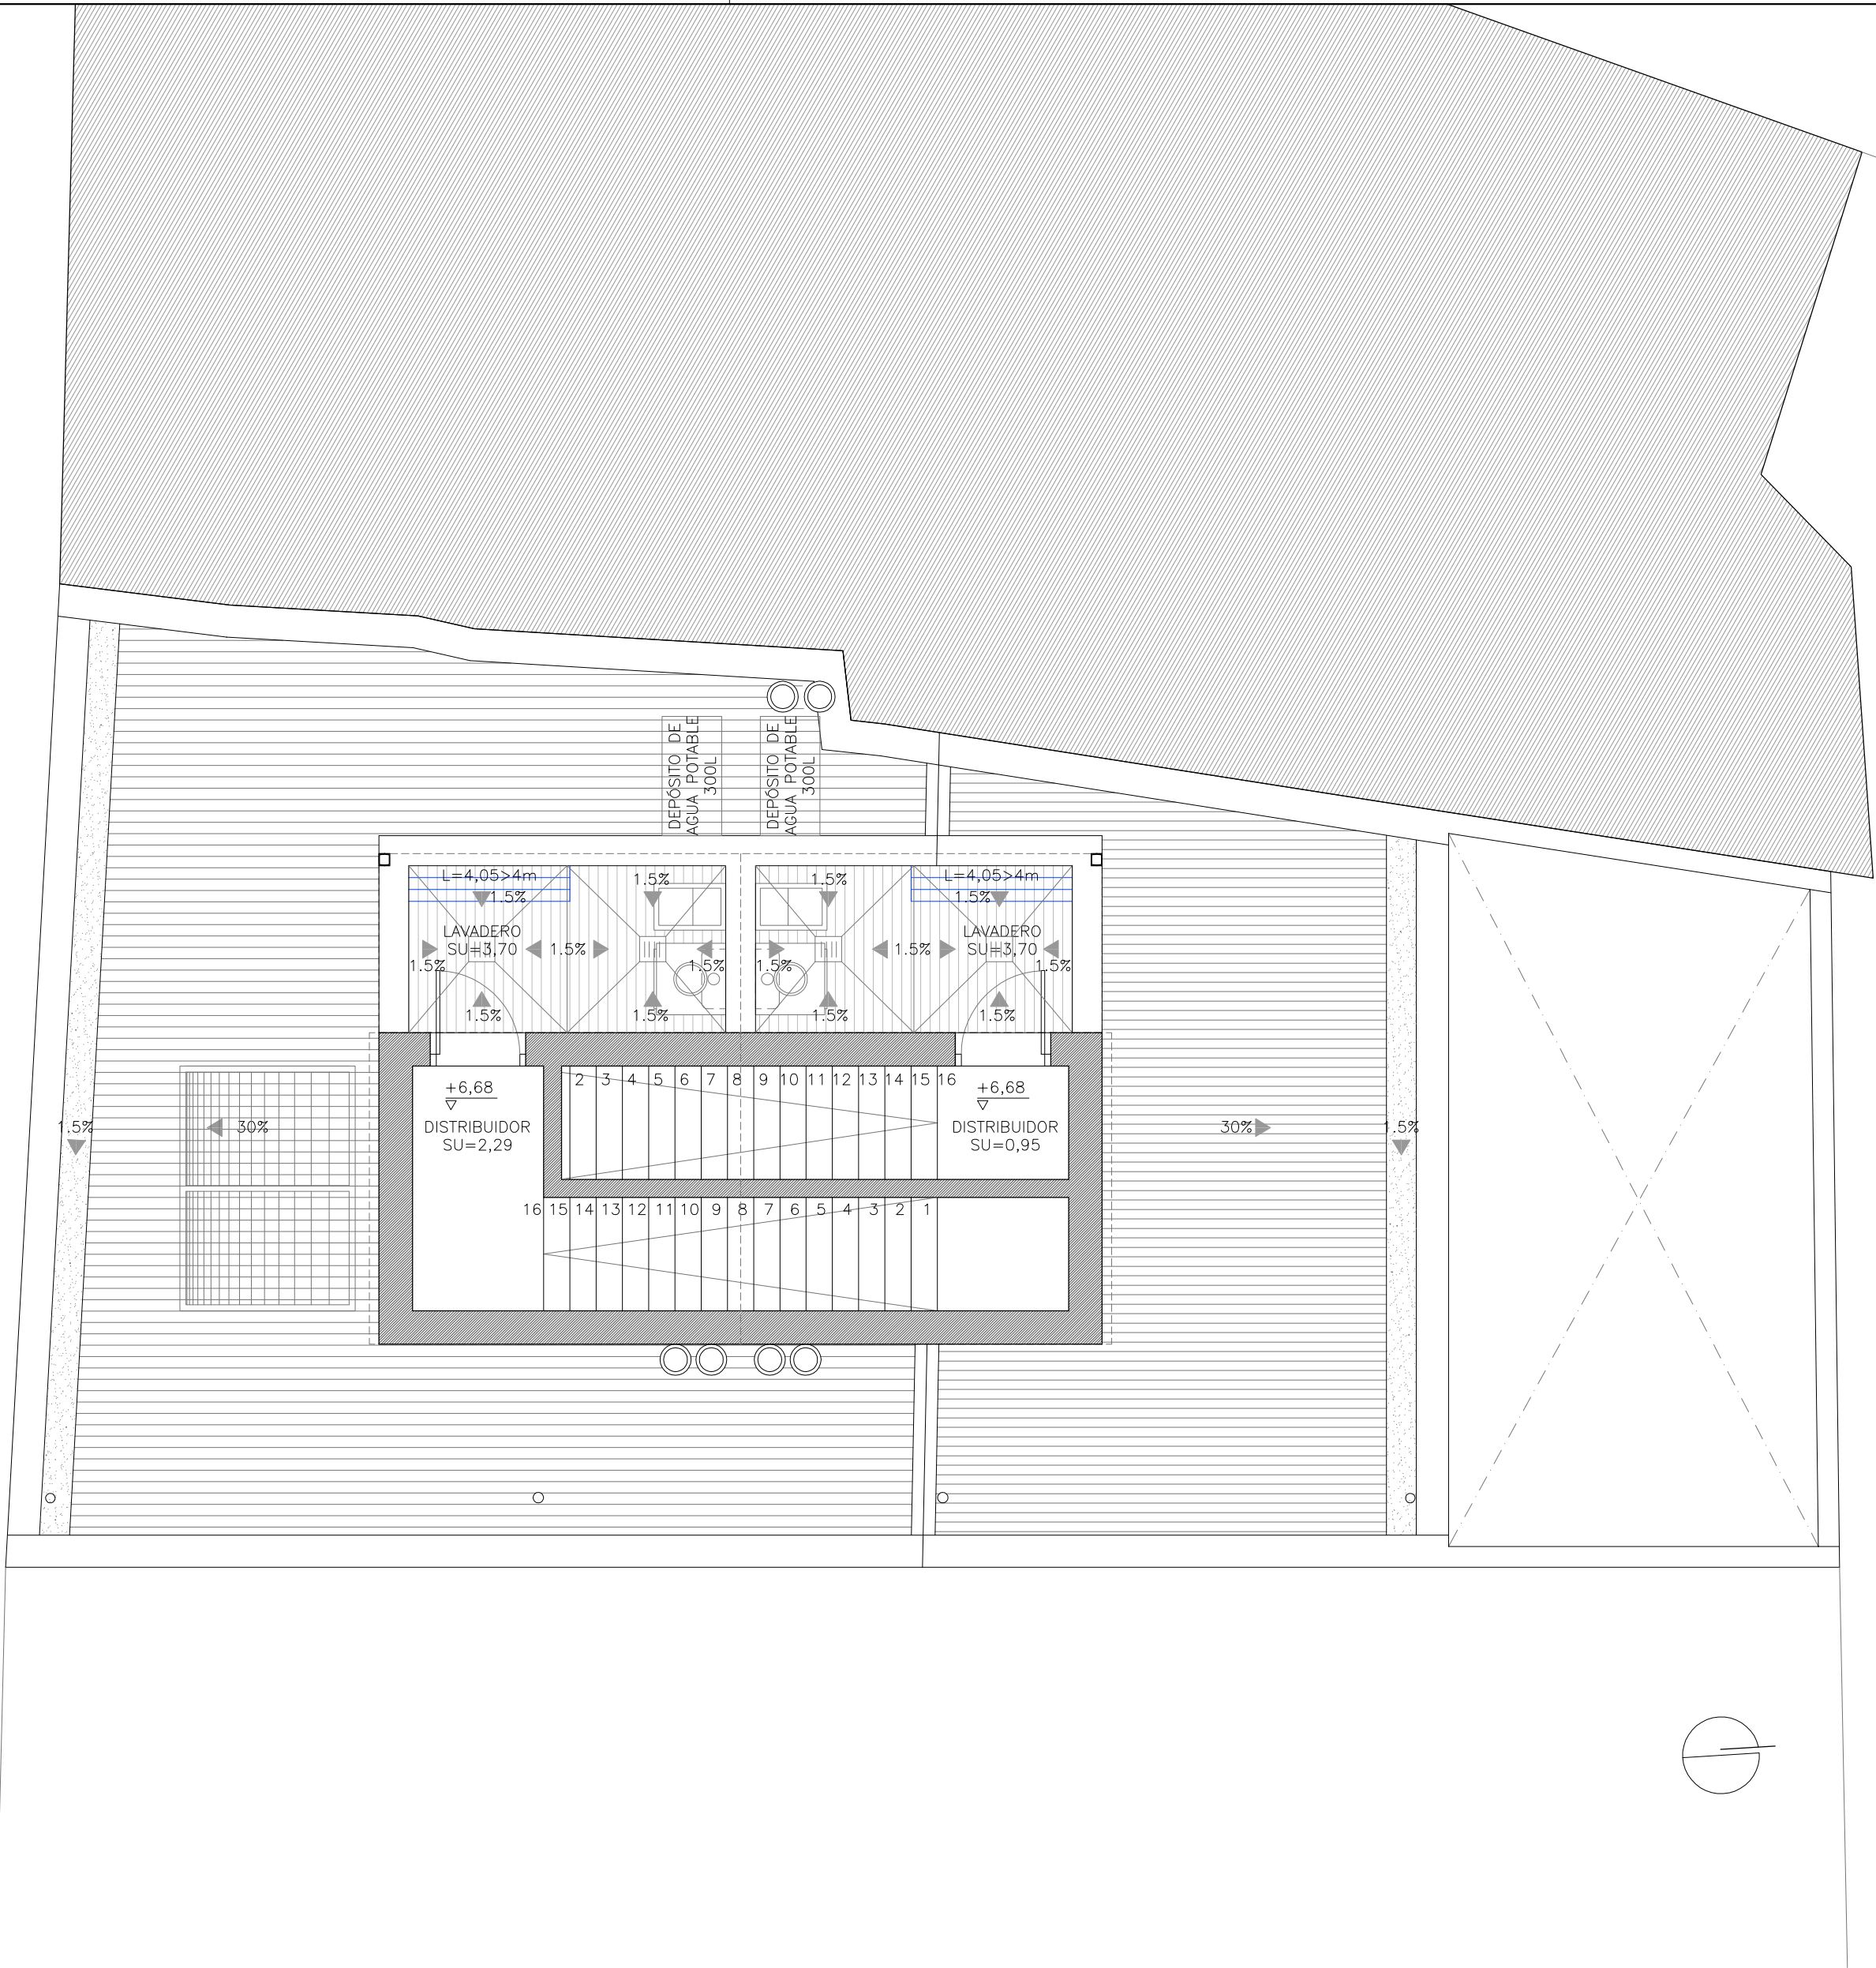 DEPÓSITO DE
AGUA POTABLE
300L
DEPÓSITO DE
AGUA POTABLE
300L
L=4,05>4m
1.5%
1.5%
1.5%
L=4,05>4m
1.5%
LAVADERO
SU=3,70
1.5%
1.5%
LAVADERO
SU=3,70
1.5%
1.5%
1.5%
1.5%
1.5%
1.5%
1.5%
1.5%
+6,68
2 3 4 5 6 7 8 9 10 11 12 13 14 15 16
+6,68
1.5%
30%
DISTRIBUIDOR
SU=2,29
DISTRIBUIDOR
SU=0,95
30%
1.5%
16 15 14 13 12 11 10 9 8 7 6 5 4 3 2 1